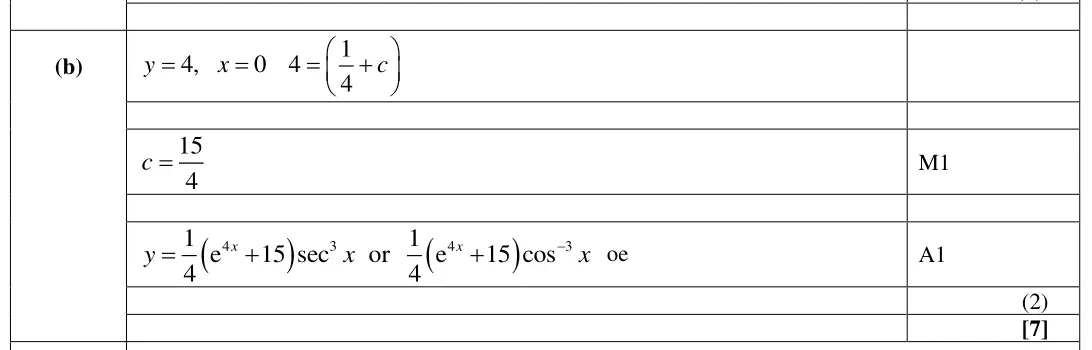 (b) y = 4, x = 0 4 = (1/4 + c)
c = 15/4 M1
y = 1/4 (e^{4x} + 15) sec^3 x or 1/4 (e^{4x} + 15) cos^{-3} x oe A1
(2)
[7]